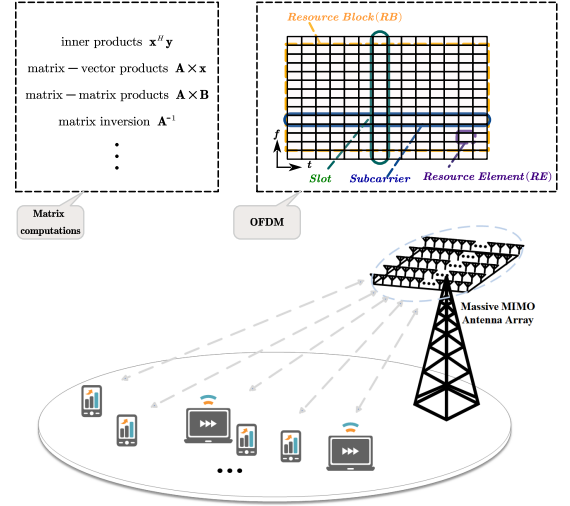 inner products x^H y
matrix − vector products A × x
matrix − matrix products A × B
matrix inversion A^-1
Matrix
computations
Resource Block(RB)
f
t
Slot
Subcarrier
Resource Element(RE)
OFDM
Massive MIMO
Antenna Array